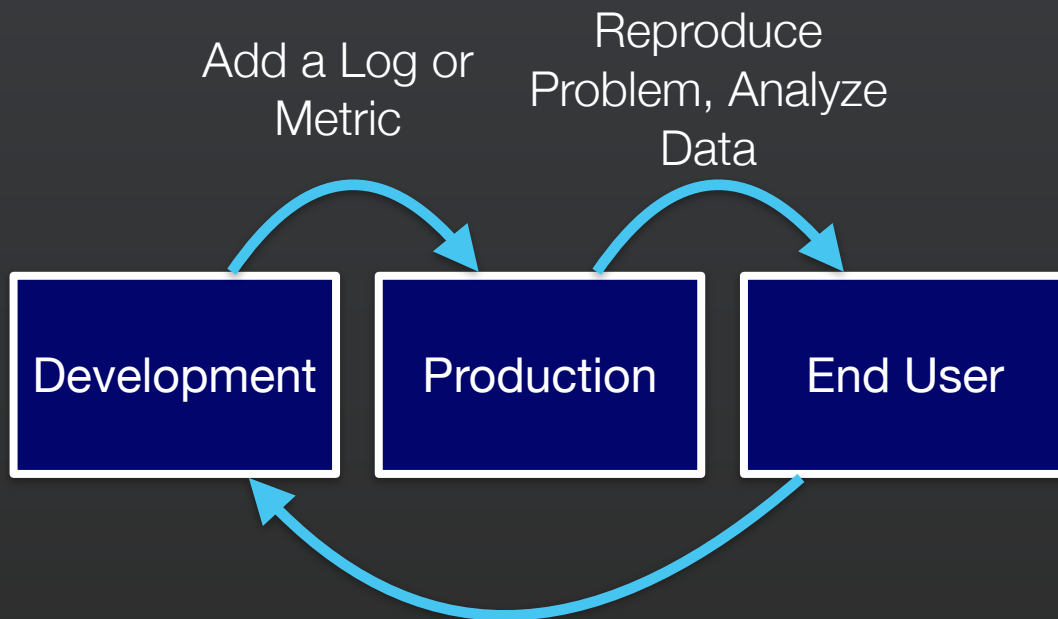 Add a Log or
Metric
Reproduce
Problem, Analyze
Data
Development
Production
End User